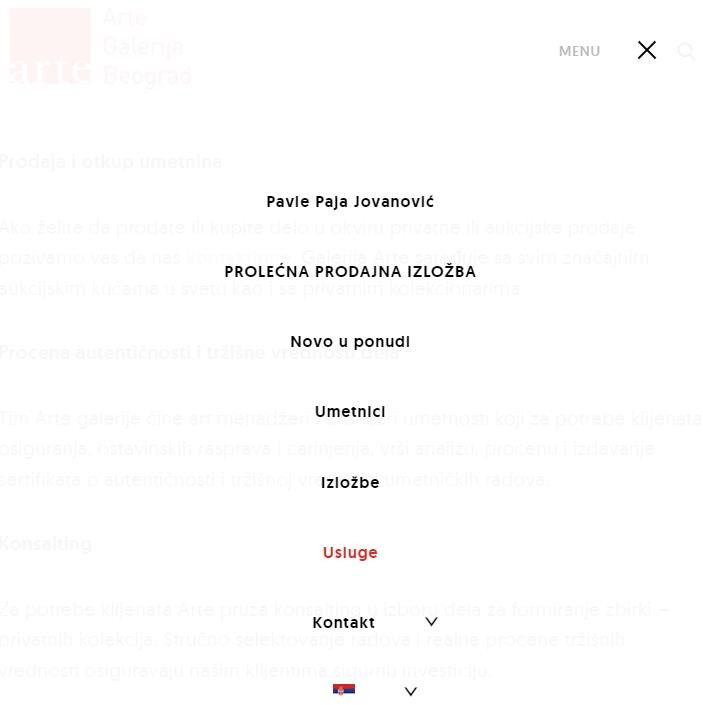 Arte
Galerija
Beograd
arte
MENU
Prodaja i otkup umetnina
Pavle Paja Jovanović
Ako želite da prodate ili kupite delo u okviru privatne ili aukcijske prodaje
pozivamo vas da nas kontaktirate. Galerija Arte sarađuje sa svim značajnim
PROLEĆNA PRODAJNA IZLOŽBA
aukcijskim kućama u svetu kao i sa privatnim kolekcionarima.
Novo u ponudi
Procena autentičnosti i tržišne vrednosti dela
Umetnici
Tim Arte galerije čine art menadžeri umetnosti koji za potrebe klijenata
osiguranja, ostavinskih rasprava i carinjenja, vrši analizu, procenu i izdavanje
Izložbe
sertifikata o autentičnosti i tržišnoj umetničkih radova.
Konsalting
Usluge
Za potrebe klijenata Arte pruža konsalting u izboru dela za formiranje zbirki –
Kontakt
privatnih kolekcija. Stručno selektovanje radova i realne procene tržišnih
vrednosti osiguravaju našim klijentima sigurnu investiciju